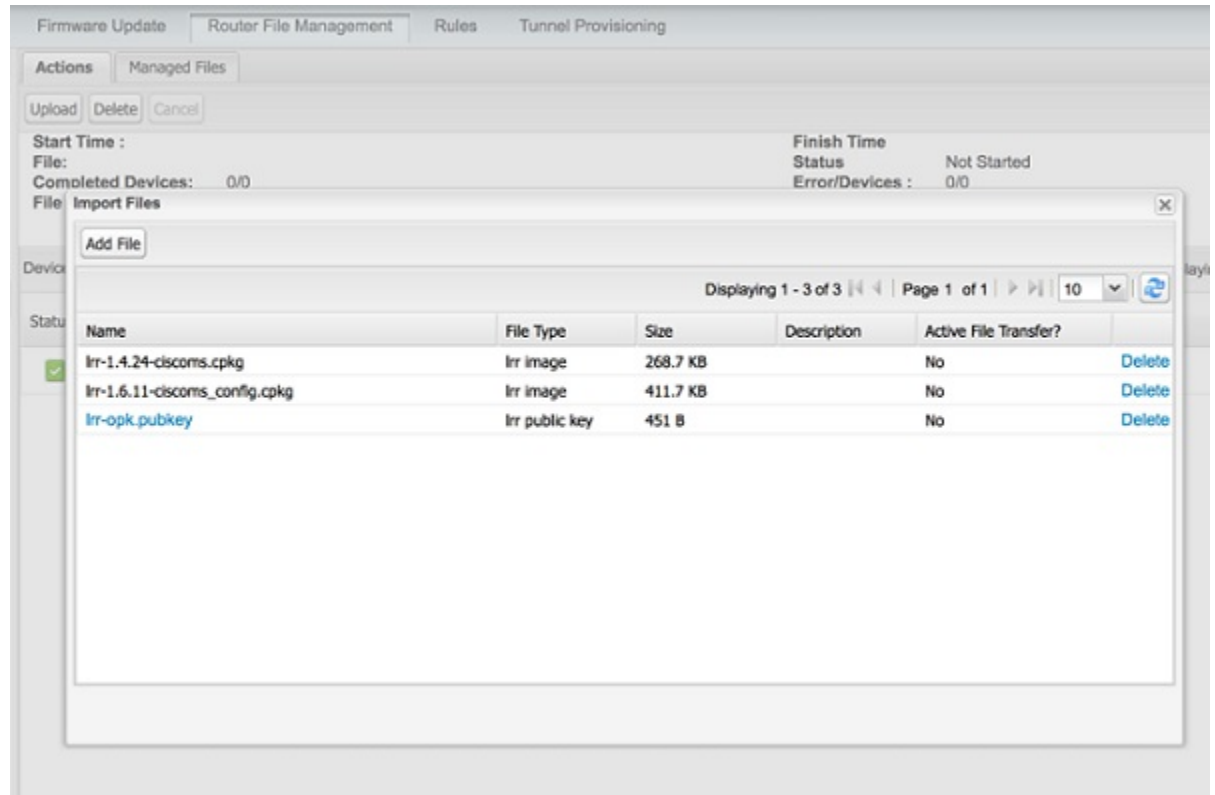 Firmware Update Router File Management Rules Tunnel Provisioning
Actions Managed Files
Upload Delete Cancel
Start Time : Finish Time
File: Status Not Started
Completed Devices: 0/0 Error/Devices : 0/0
File Import Files
Add File
Displaying 1 - 3 of 3 Page 1 of 1 10
Name File Type Size Description Active File Transfer?
lrr-1.4.24-ciscoms.cpkg lrr image 268.7 KB No Delete
lrr-1.6.11-ciscoms_config.cpkg lrr image 411.7 KB No Delete
lrr-opk.pubkey lrr public key 451 B No Delete